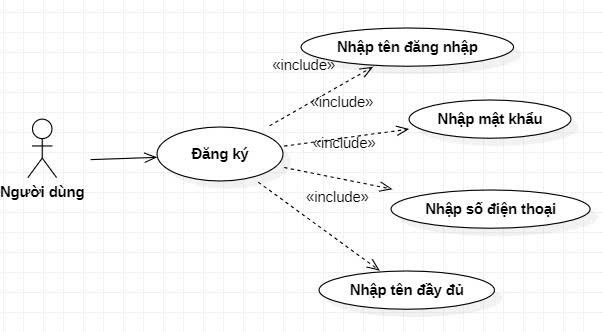 Nhập tên đăng nhập
«include»
«include»
Nhập mật khẩu
«include»
Đăng ký
Người dùng
«include»
Nhập số điện thoại
Nhập tên đầy đủ